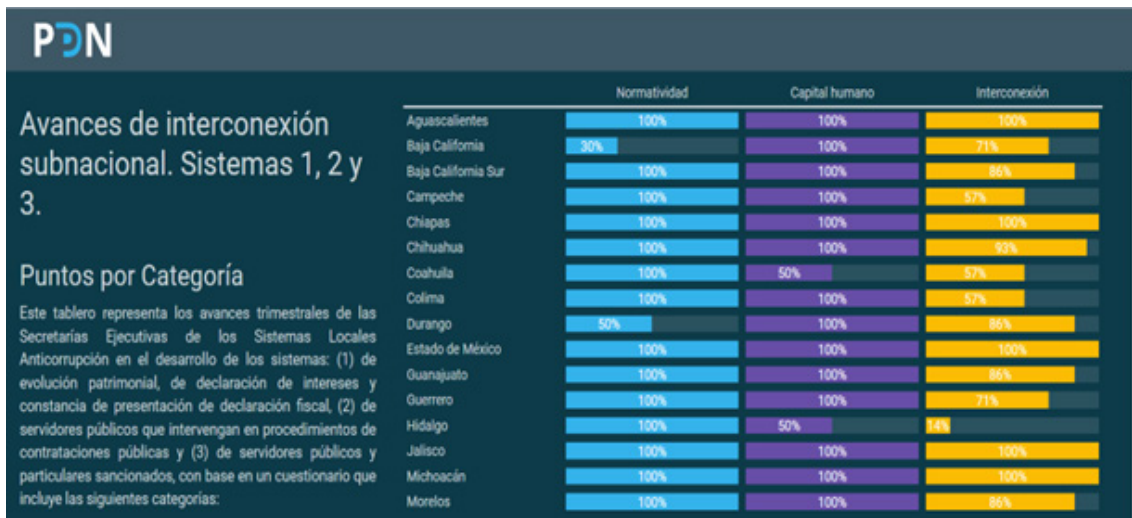 PDN
Avances de interconexión
subnacional. Sistemas 1, 2 y
3.
Puntos por Categoría
Este tablero representa los avances trimestrales de las
Secretarías Ejecutivas de los Sistemas Locales
Anticorrupción en el desarrollo de los sistemas: (1) de
evolución patrimonial, de declaración de intereses y
constancia de presentación de declaración fiscal, (2) de
servidores públicos que intervengan en procedimientos de
contrataciones públicas y (3) de servidores públicos y
particulares sancionados, con base en un cuestionario que
incluye las siguientes categorías:
Normatividad Capital humano Interconexión
Aguascalientes 100% 100% 100%
Baja California 30% 100% 71%
Baja California Sur 100% 100% 86%
Campeche 100% 100% 57%
Chiapas 100% 100% 100%
Chihuahua 100% 100% 93%
Coahuila 100% 50% 57%
Colima 100% 100% 57%
Durango 50% 100% 86%
Estado de México 100% 100% 100%
Guanajuato 100% 100% 86%
Guerrero 100% 100% 71%
Hidalgo 100% 50% 14%
Jalisco 100% 100% 100%
Michoacán 100% 100% 100%
Morelos 100% 100% 86%